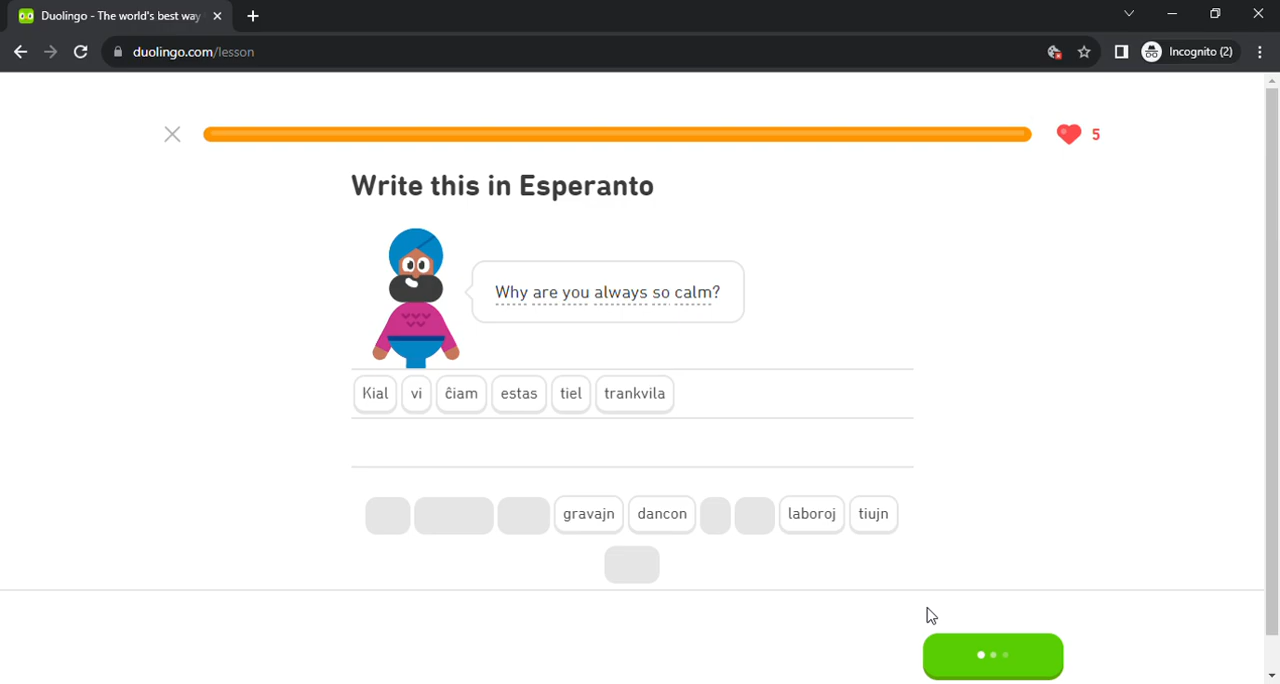 Duolingo - The world's best way
duolingo.com/lesson
Incognito (2)
5
Write this in Esperanto
Why are you always so calm?
Kial vi ĉiam estas tiel trankvila
gravajn dancon laboroj tiujn